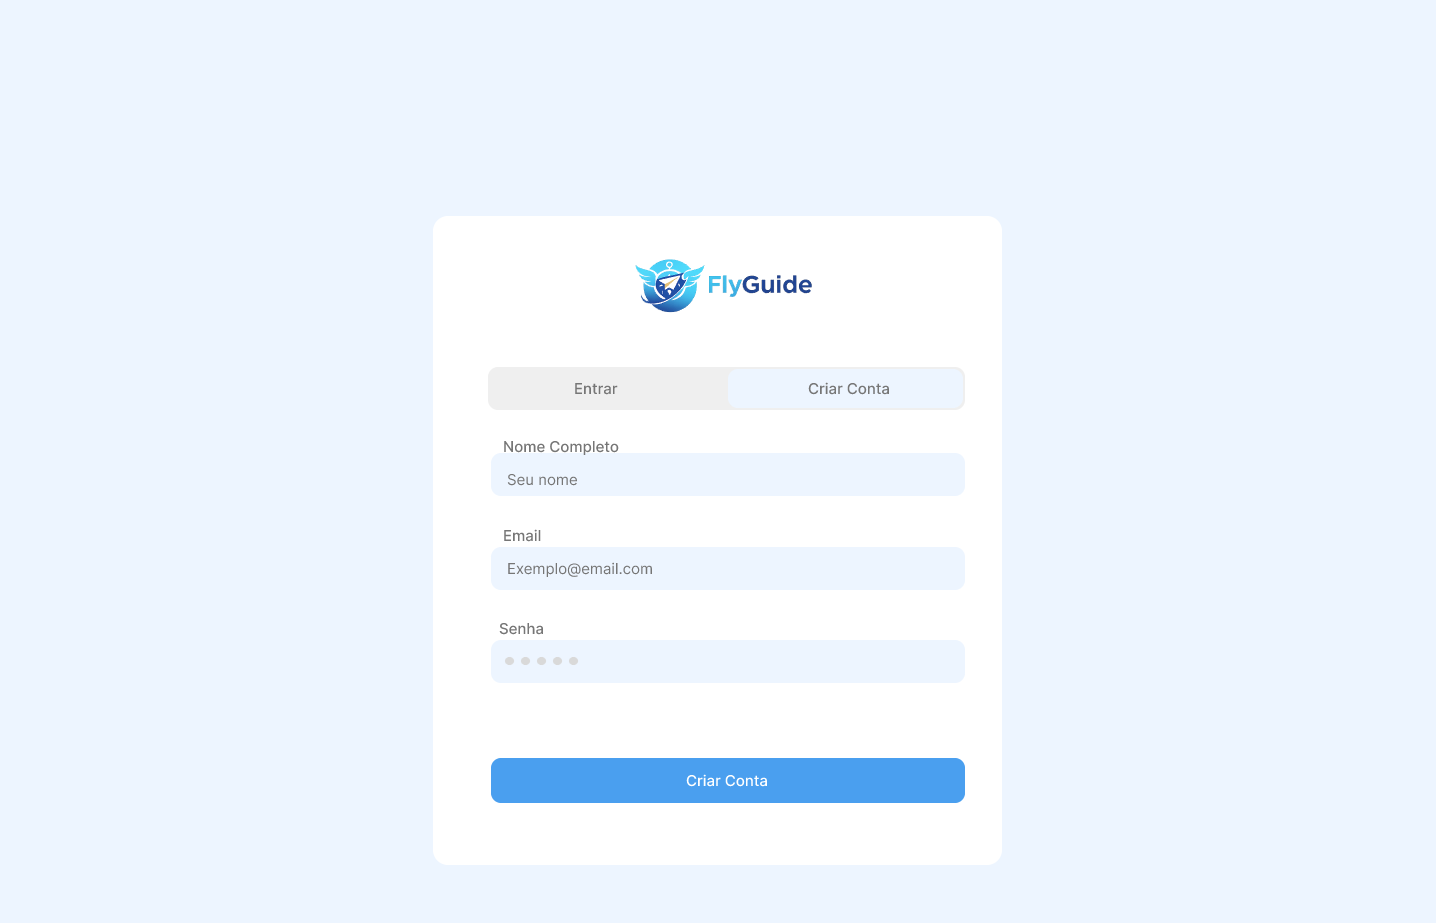 FlyGuide
Entrar
Criar Conta
Nome Completo
Seu nome
Email
Exemplo@email.com
Senha
Criar Conta